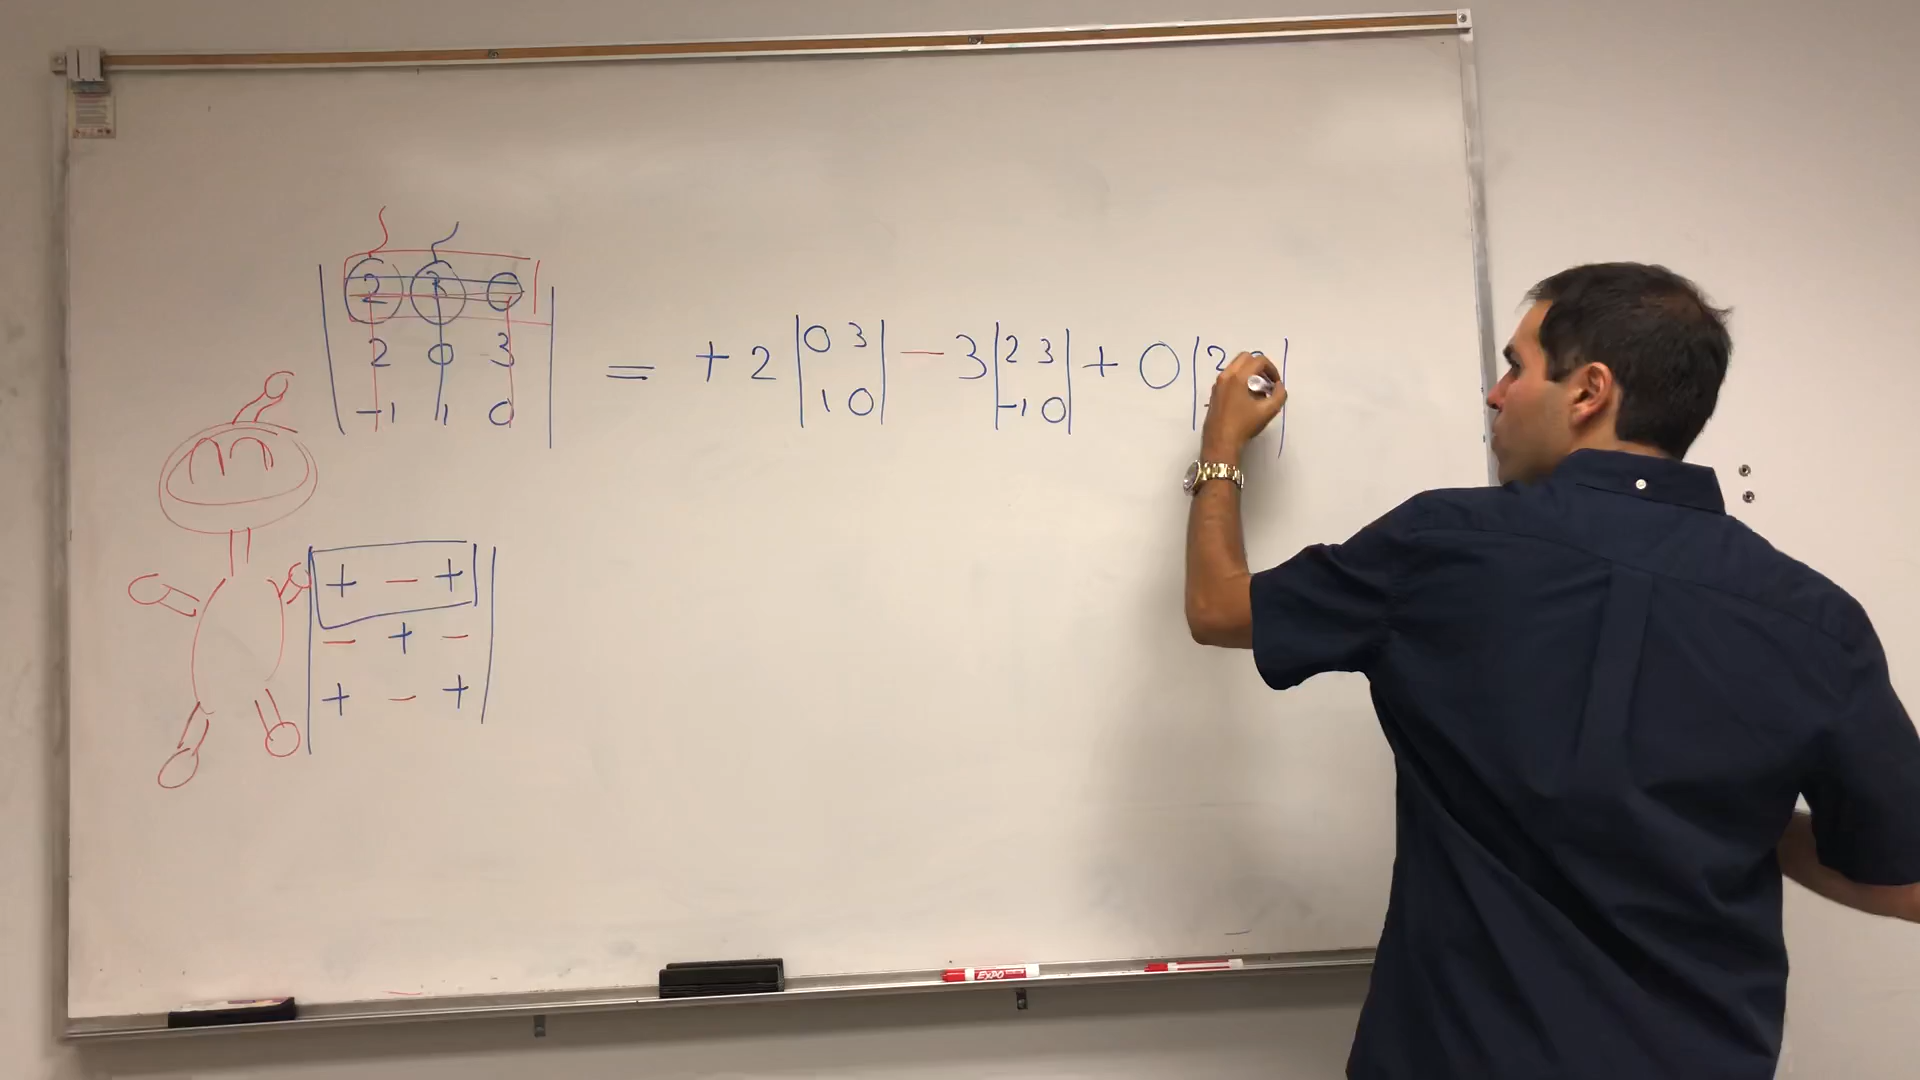 2 3 0
2 0 3
-1 1 0
= + 2 |0 3| − 3 |2 3| + 0 |2
|1 0| |-1 0|
+ − +
− + −
+ − +
EXPO